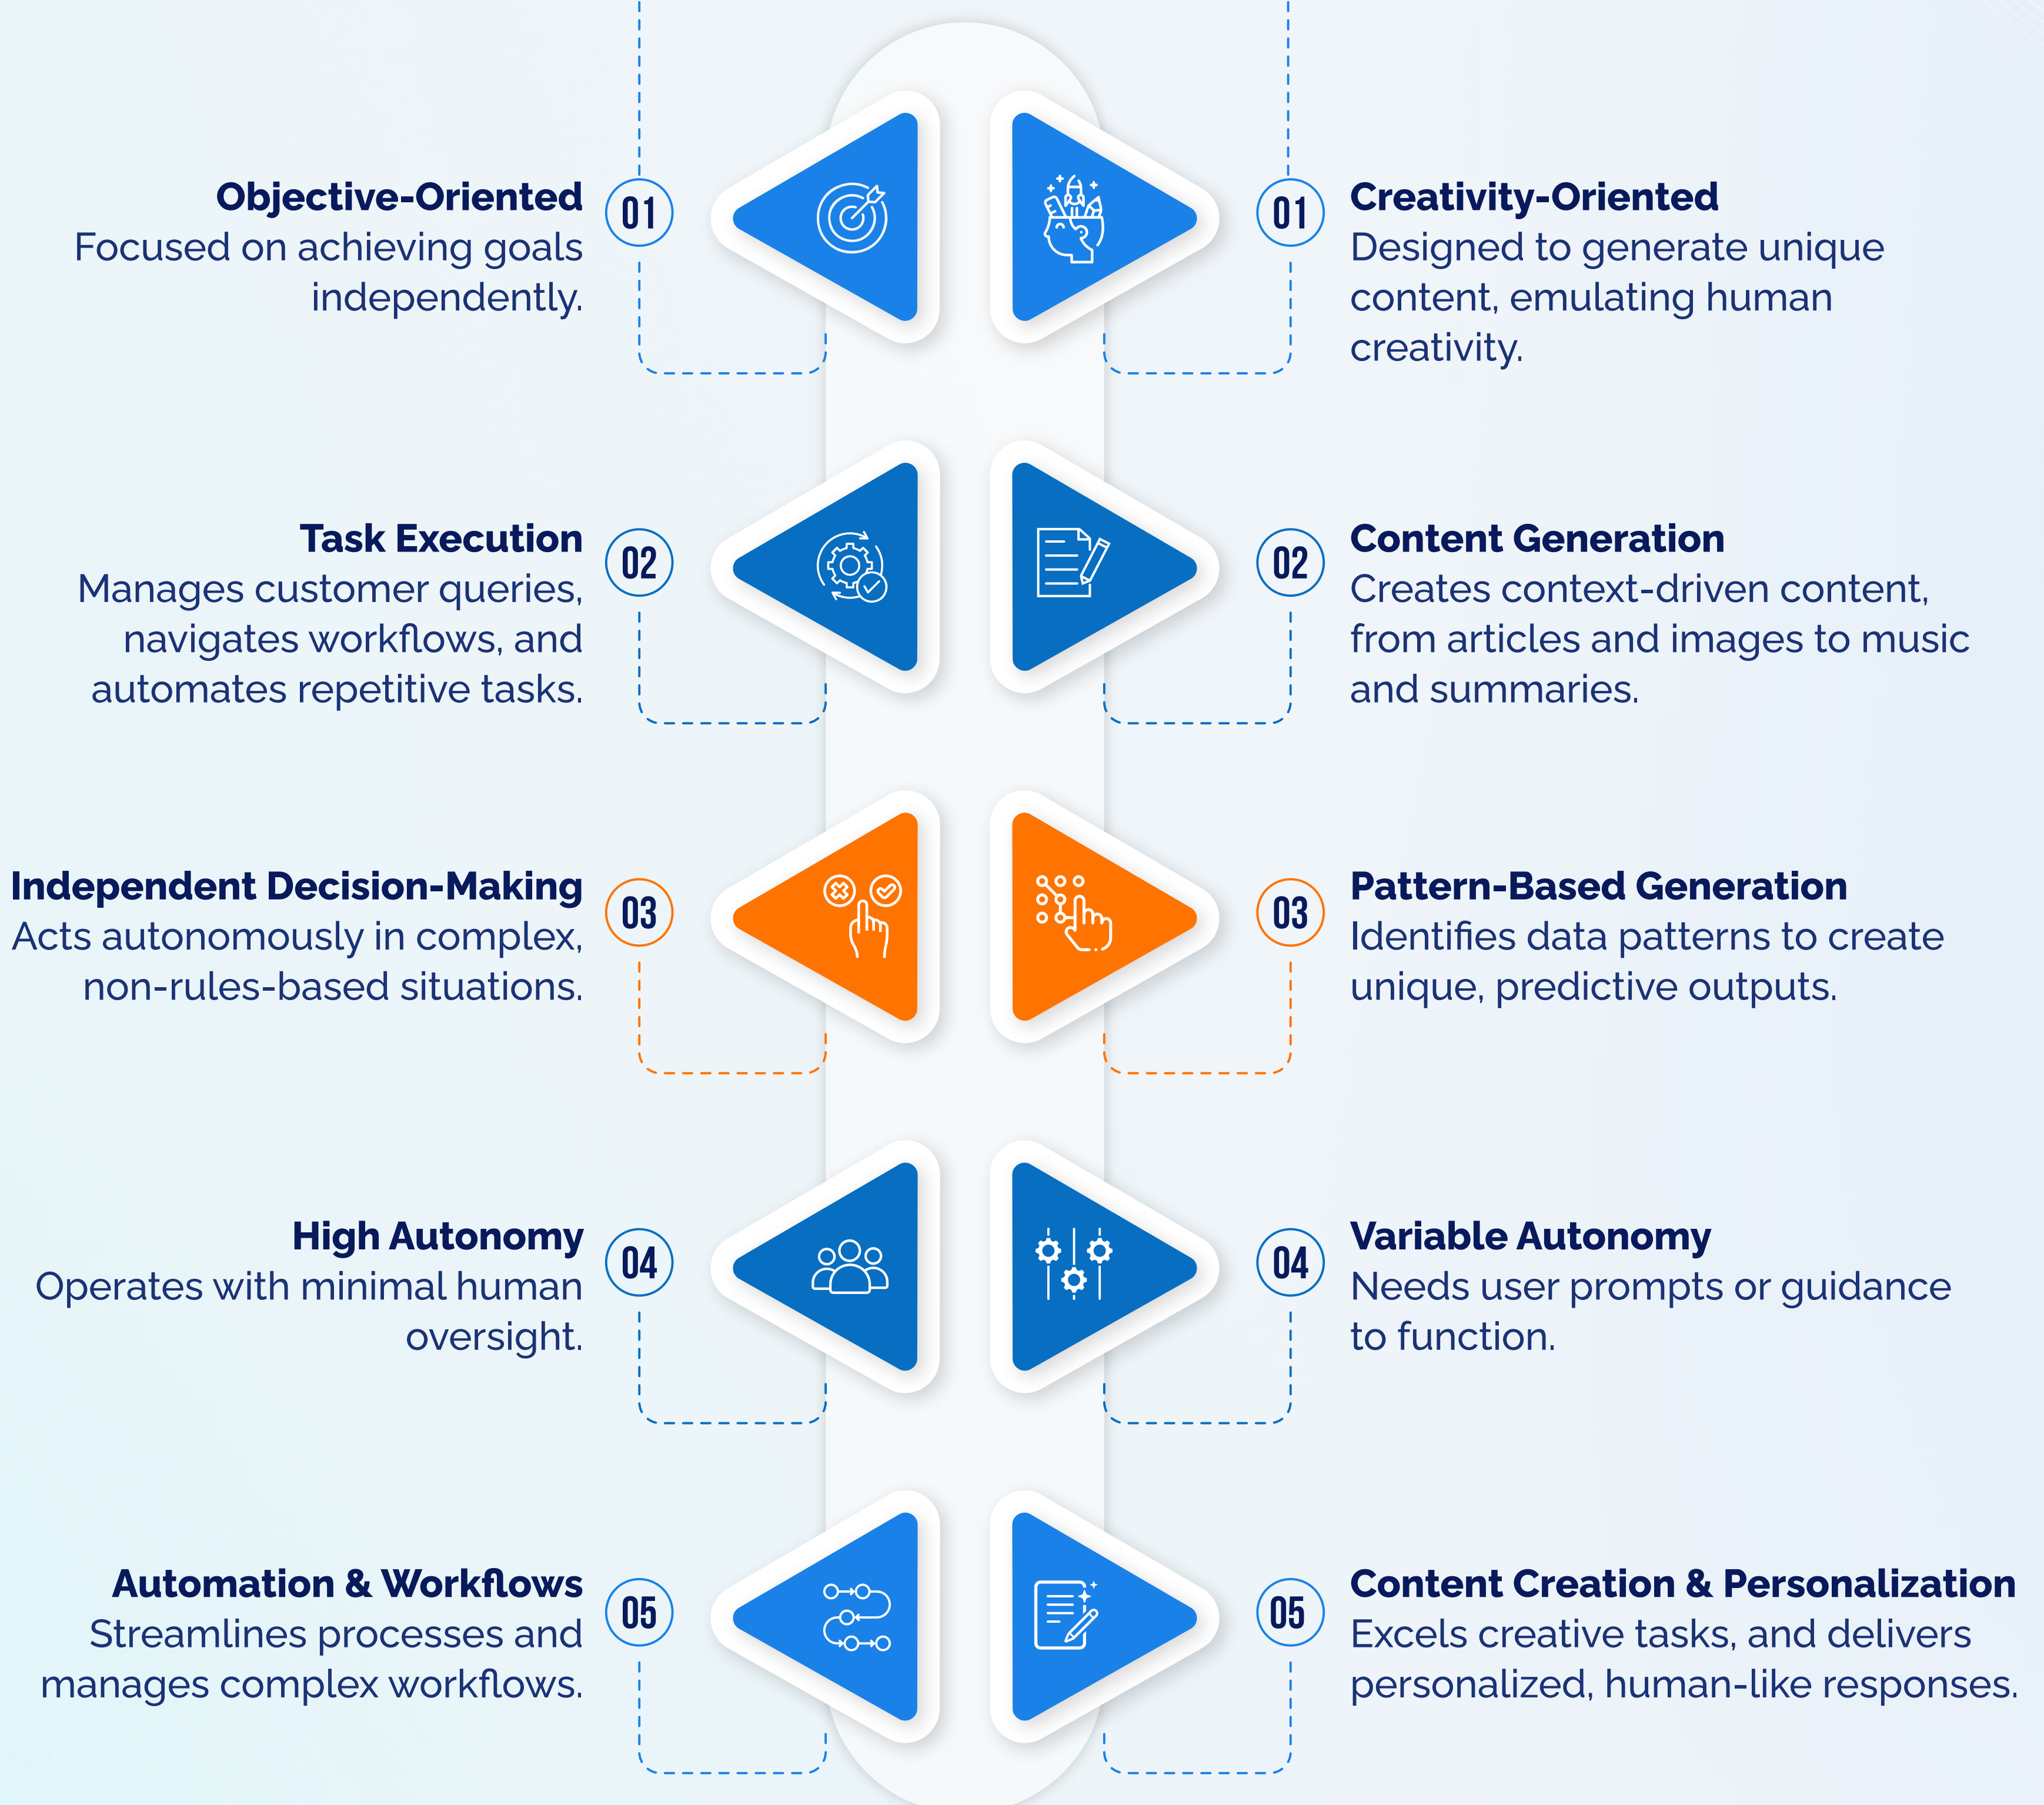 01
Objective-Oriented
Focused on achieving goals
independently.
01
Creativity-Oriented
Designed to generate unique
content, emulating human
creativity.
02
Task Execution
Manages customer queries,
navigates workflows, and
automates repetitive tasks.
02
Content Generation
Creates context-driven content,
from articles and images to music
and summaries.
03
Independent Decision-Making
Acts autonomously in complex,
non-rules-based situations.
03
Pattern-Based Generation
Identifies data patterns to create
unique, predictive outputs.
04
High Autonomy
Operates with minimal human
oversight.
04
Variable Autonomy
Needs user prompts or guidance
to function.
05
Automation & Workflows
Streamlines processes and
manages complex workflows.
05
Content Creation & Personalization
Excels creative tasks, and delivers
personalized, human-like responses.